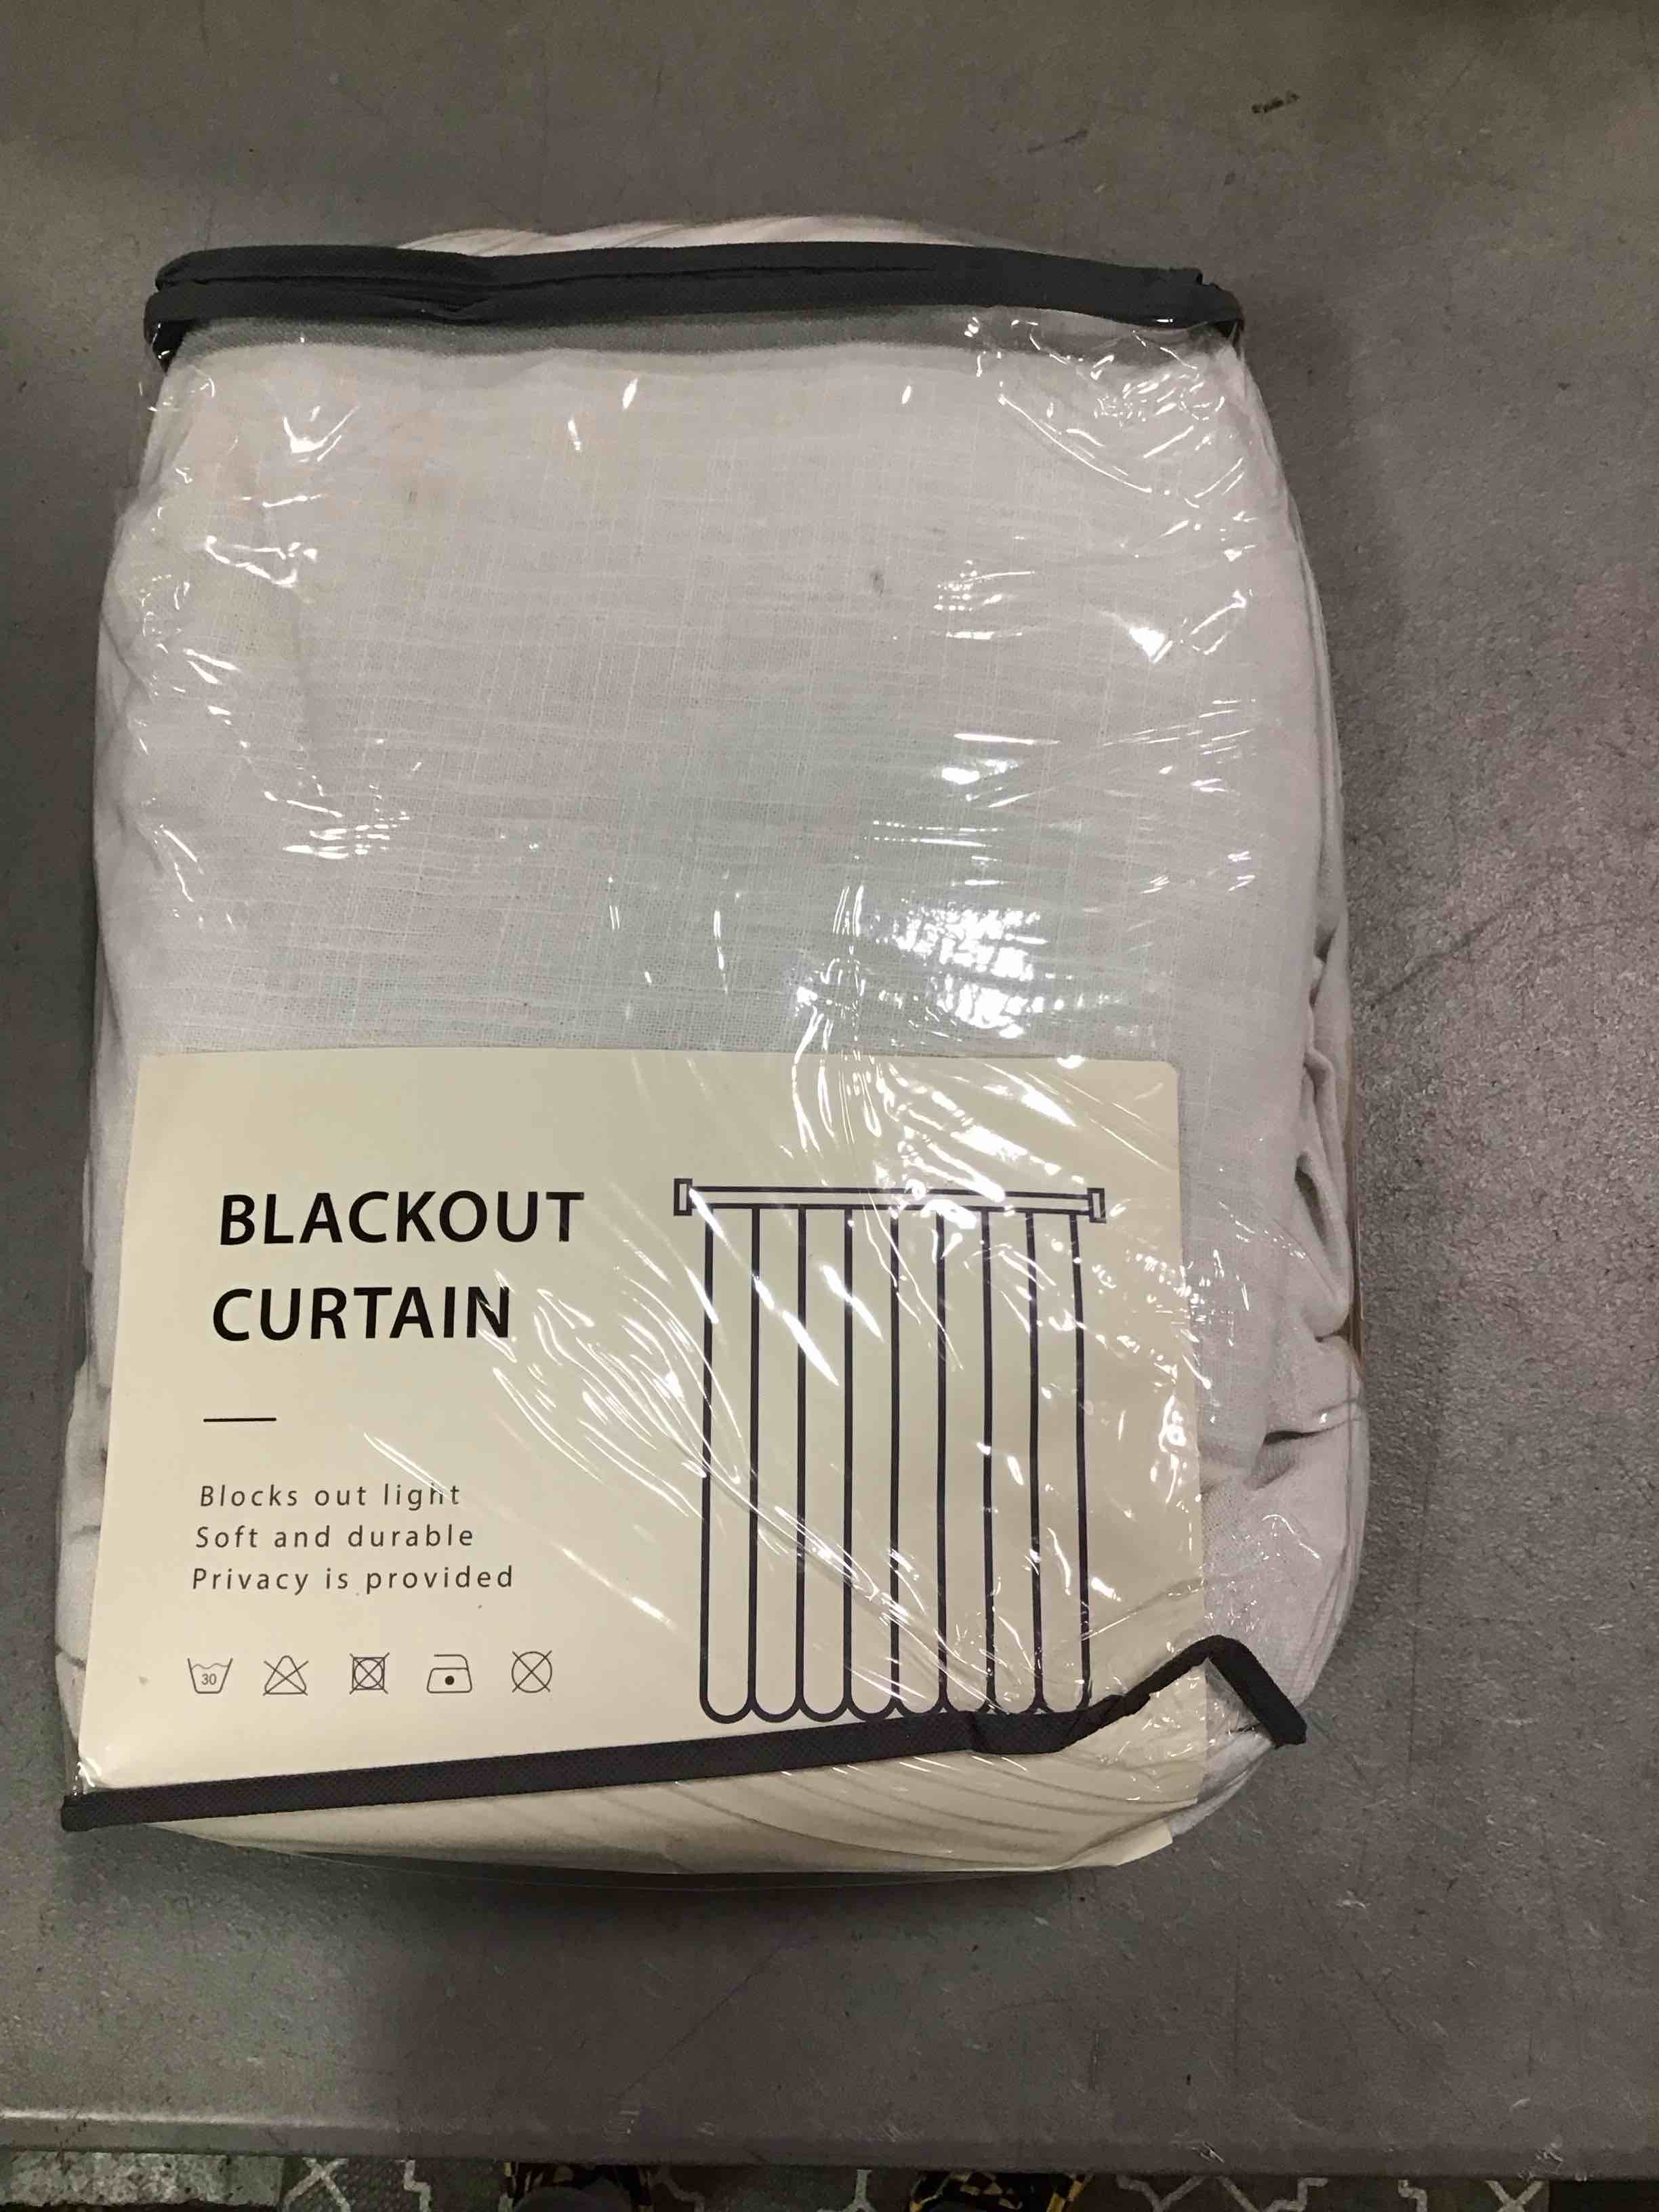 BLACKOUT
CURTAIN
Blocks out light
Soft and durable
Privacy is provided
30